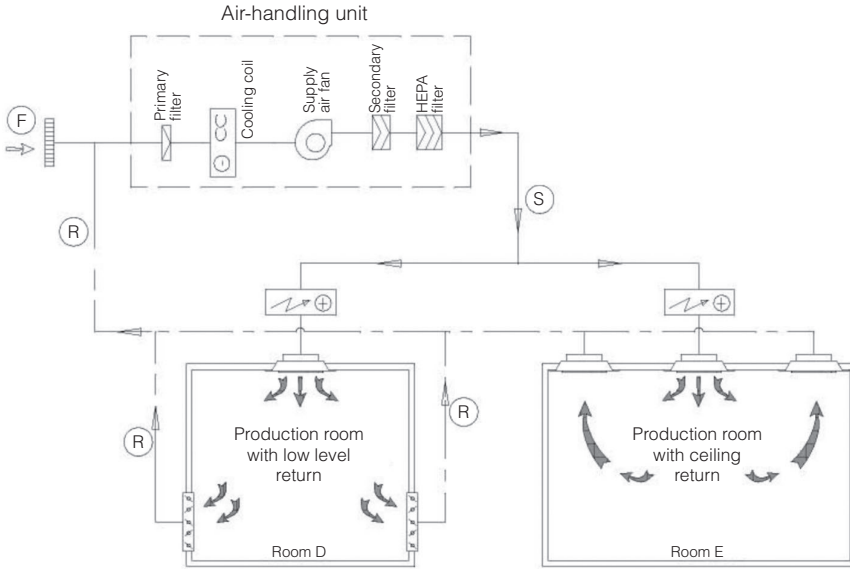 Air-handling unit
Primary
filter
CC
Cooling coil
Supply
air fan
Secondary
filter
HEPA
filter
F
R
S
R
R
Production room
with low level
return
Room D
Production room
with ceiling
return
Room E